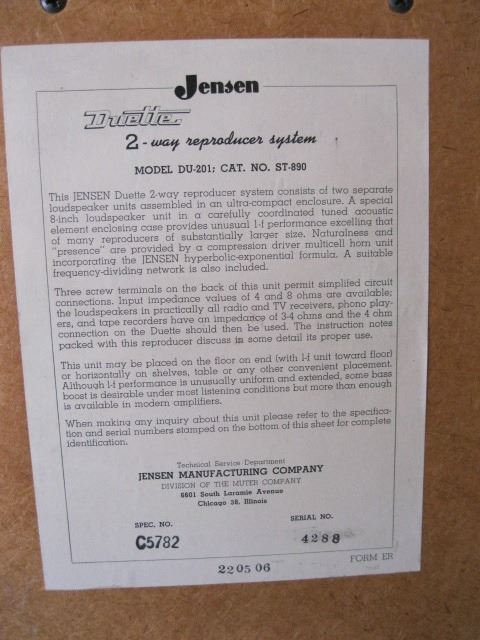 Jensen
Duette
2-way reproducer system
MODEL DU-201; CAT. NO. ST-890
This JENSEN Duette 2-way reproducer system consists of two separate
loudspeaker units assembled in an ultra-compact enclosure. A special
8-inch loudspeaker unit in a carefully coordinated tuned acoustic
element enclosing case provides unusual l-f performance excelling that
of many reproducers of substantially larger size. Naturalness and
"presence" are provided by a compression driver multicell horn unit
incorporating the JENSEN hyperbolic-exponential formula. A suitable
frequency-dividing network is also included.
Three screw terminals on the back of this unit permit simplifed circuit
connections. Input impedance values of 4 and 8 ohms are available;
the loudspeakers in practically all radio and TV receivers, phono play-
ers, and tape recorders have an impedance of 3-4 ohms and the 4 ohm
connection on the Duette should then be used. The instruction notes
packed with this reproducer discuss in some detail its proper use.
This unit may be placed on the floor on end (with l-f unit toward floor)
or horizontally on shelves, table or any other convenient placement.
Although l-f performance is unusually uniform and extended, some bass
boost is desirable under most listening conditions but more than enough
is available in modern amplifiers.
When making any inquiry about this unit please refer to the specifica-
tion and serial numbers stamped on the bottom of this sheet for complete
identification.
Technical Service Department
JENSEN MANUFACTURING COMPANY
DIVISION OF THE MUTER COMPANY
6601 South Laramie Avenue
Chicago 38, Illinois
SPEC. NO. SERIAL NO.
C5782 4288
FORM ER
220506